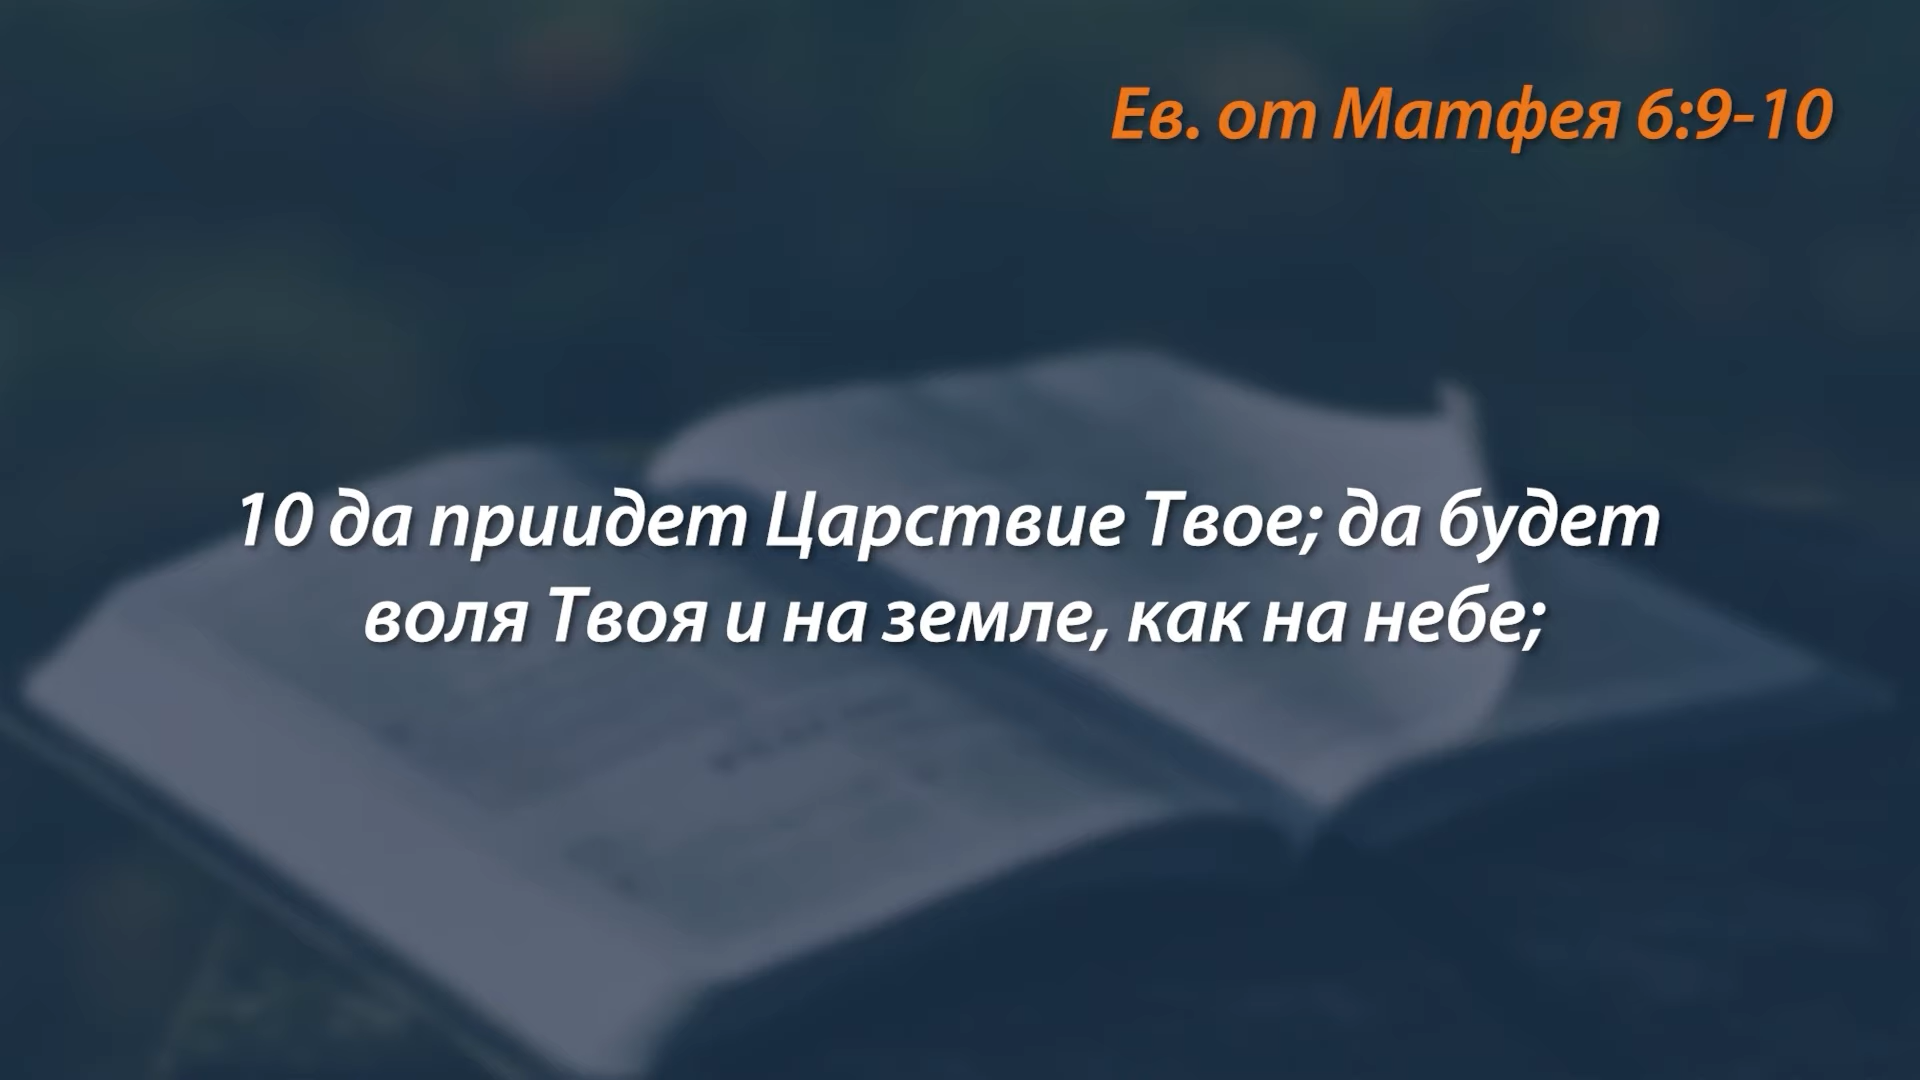 Ев. от Матфея 6:9-10
10 да приидет Царствие Твое; да будет
воля Твоя и на земле, как на небе;